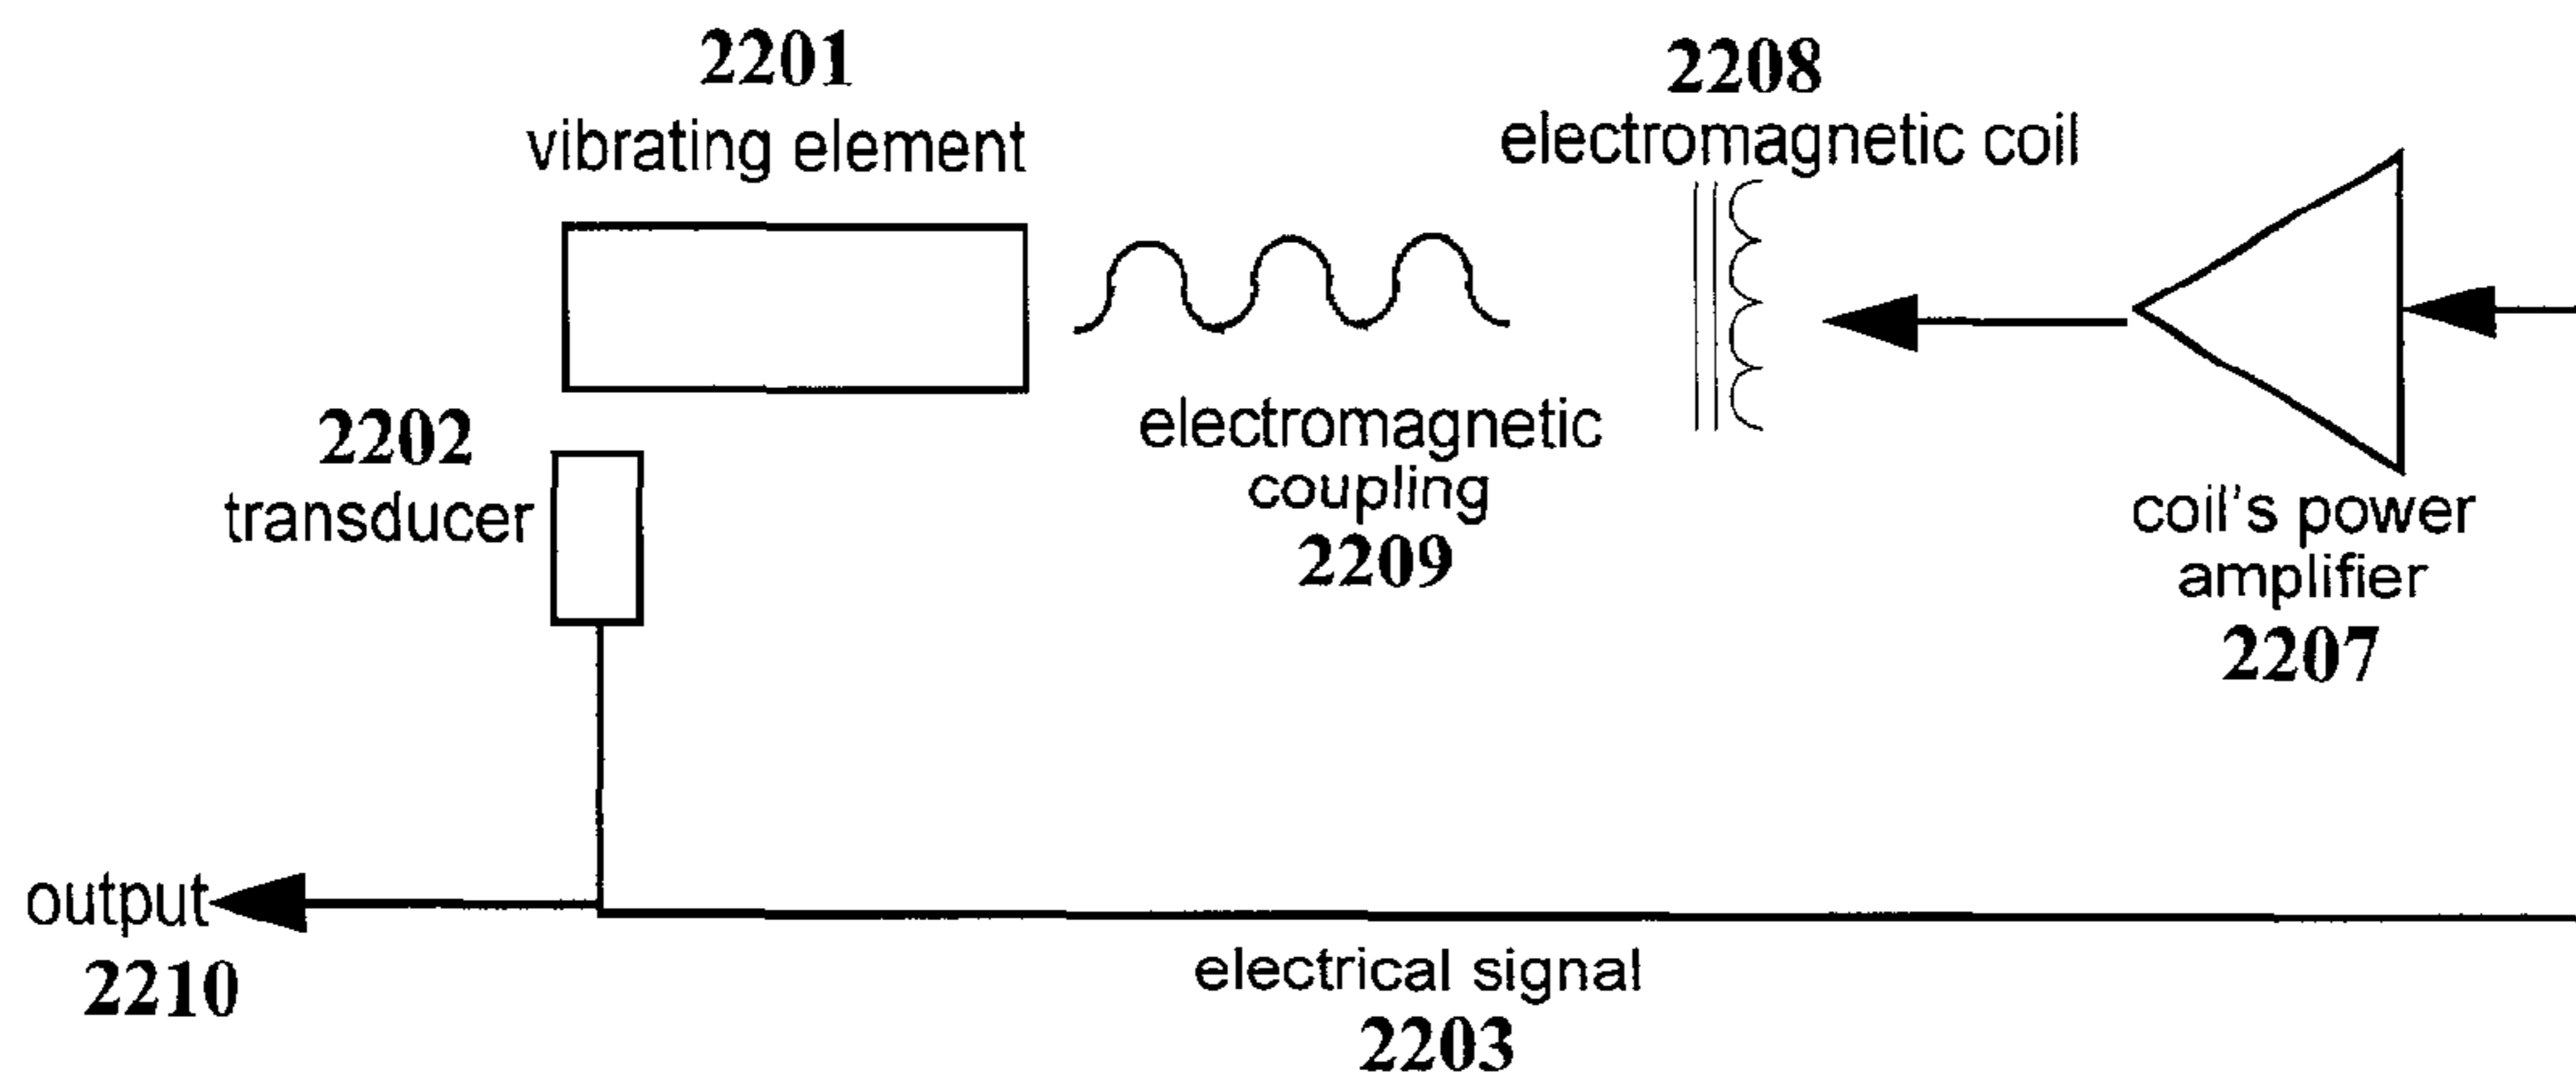 2201
vibrating element
2208
electromagnetic coil
2202
transducer
electromagnetic
coupling
2209
coil's power
amplifier
2207
output
2210
electrical signal
2203